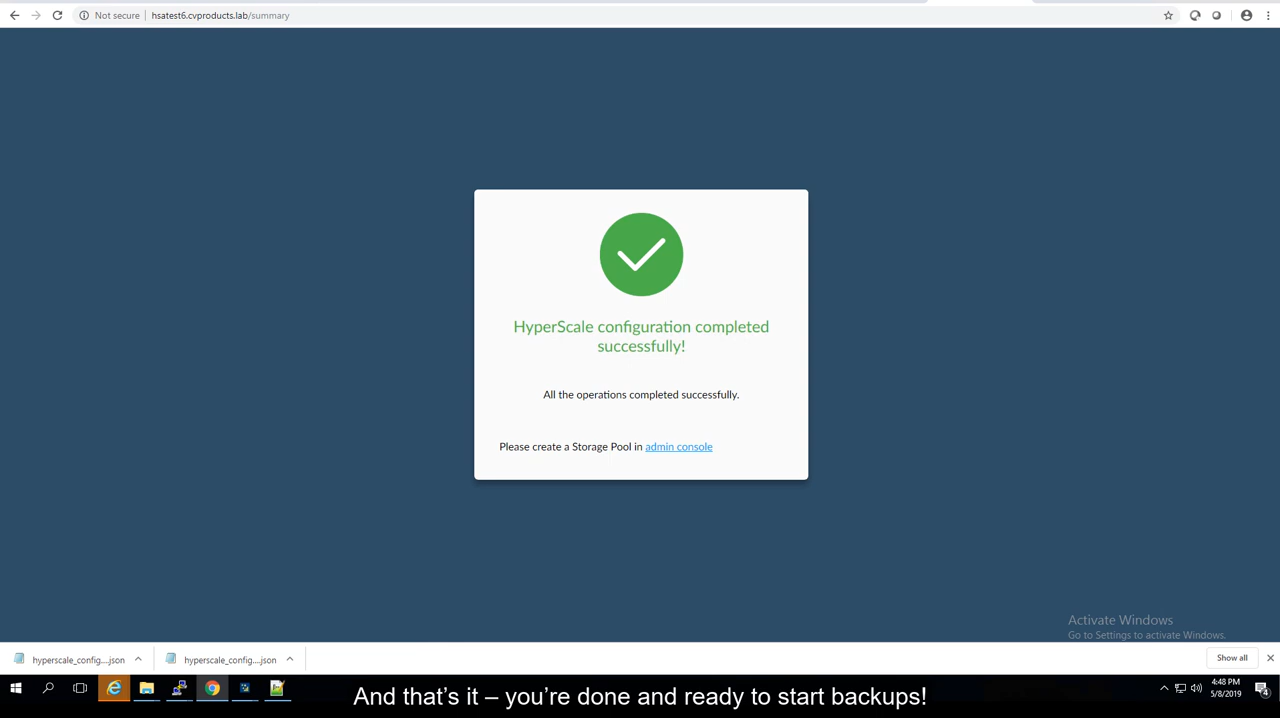 Not secure | hsatest6.cvproducts.lab/summary
HyperScale configuration completed
successfully!
All the operations completed successfully.
Please create a Storage Pool in admin console
Activate Windows
Go to Settings to activate Windows.
hyperscale_config....json
hyperscale_config....json
Show all
And that's it – you're done and ready to start backups!
4:48 PM
5/8/2019
4